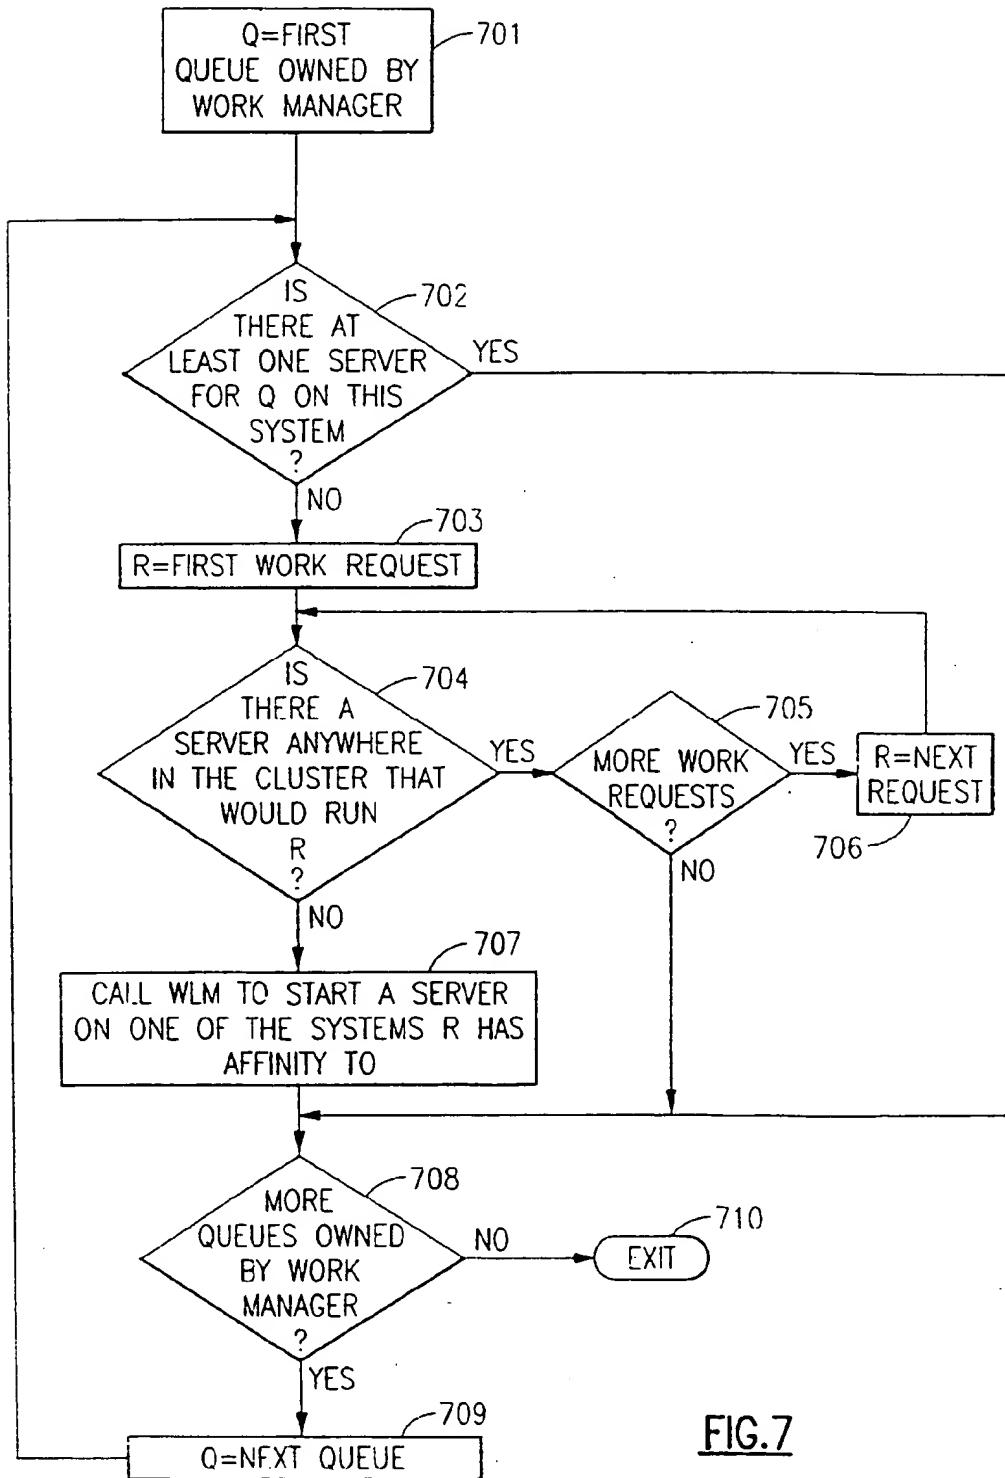 Q=FIRST
QUEUE OWNED BY
WORK MANAGER
701
IS
THERE AT
LEAST ONE SERVER
FOR Q ON THIS
SYSTEM
?
702
YES
NO
703
R=FIRST WORK REQUEST
IS
THERE A
SERVER ANYWHERE
IN THE CLUSTER THAT
WOULD RUN
R
?
704
YES
NO
705
MORE WORK
REQUESTS
?
YES
NO
R=NEXT
REQUEST
706
707
CALL WLM TO START A SERVER
ON ONE OF THE SYSTEMS R HAS
AFFINITY TO
MORE
QUEUES OWNED
BY WORK
MANAGER
?
708
NO
710
EXIT
YES
709
Q=NEXT QUEUE
FIG.7